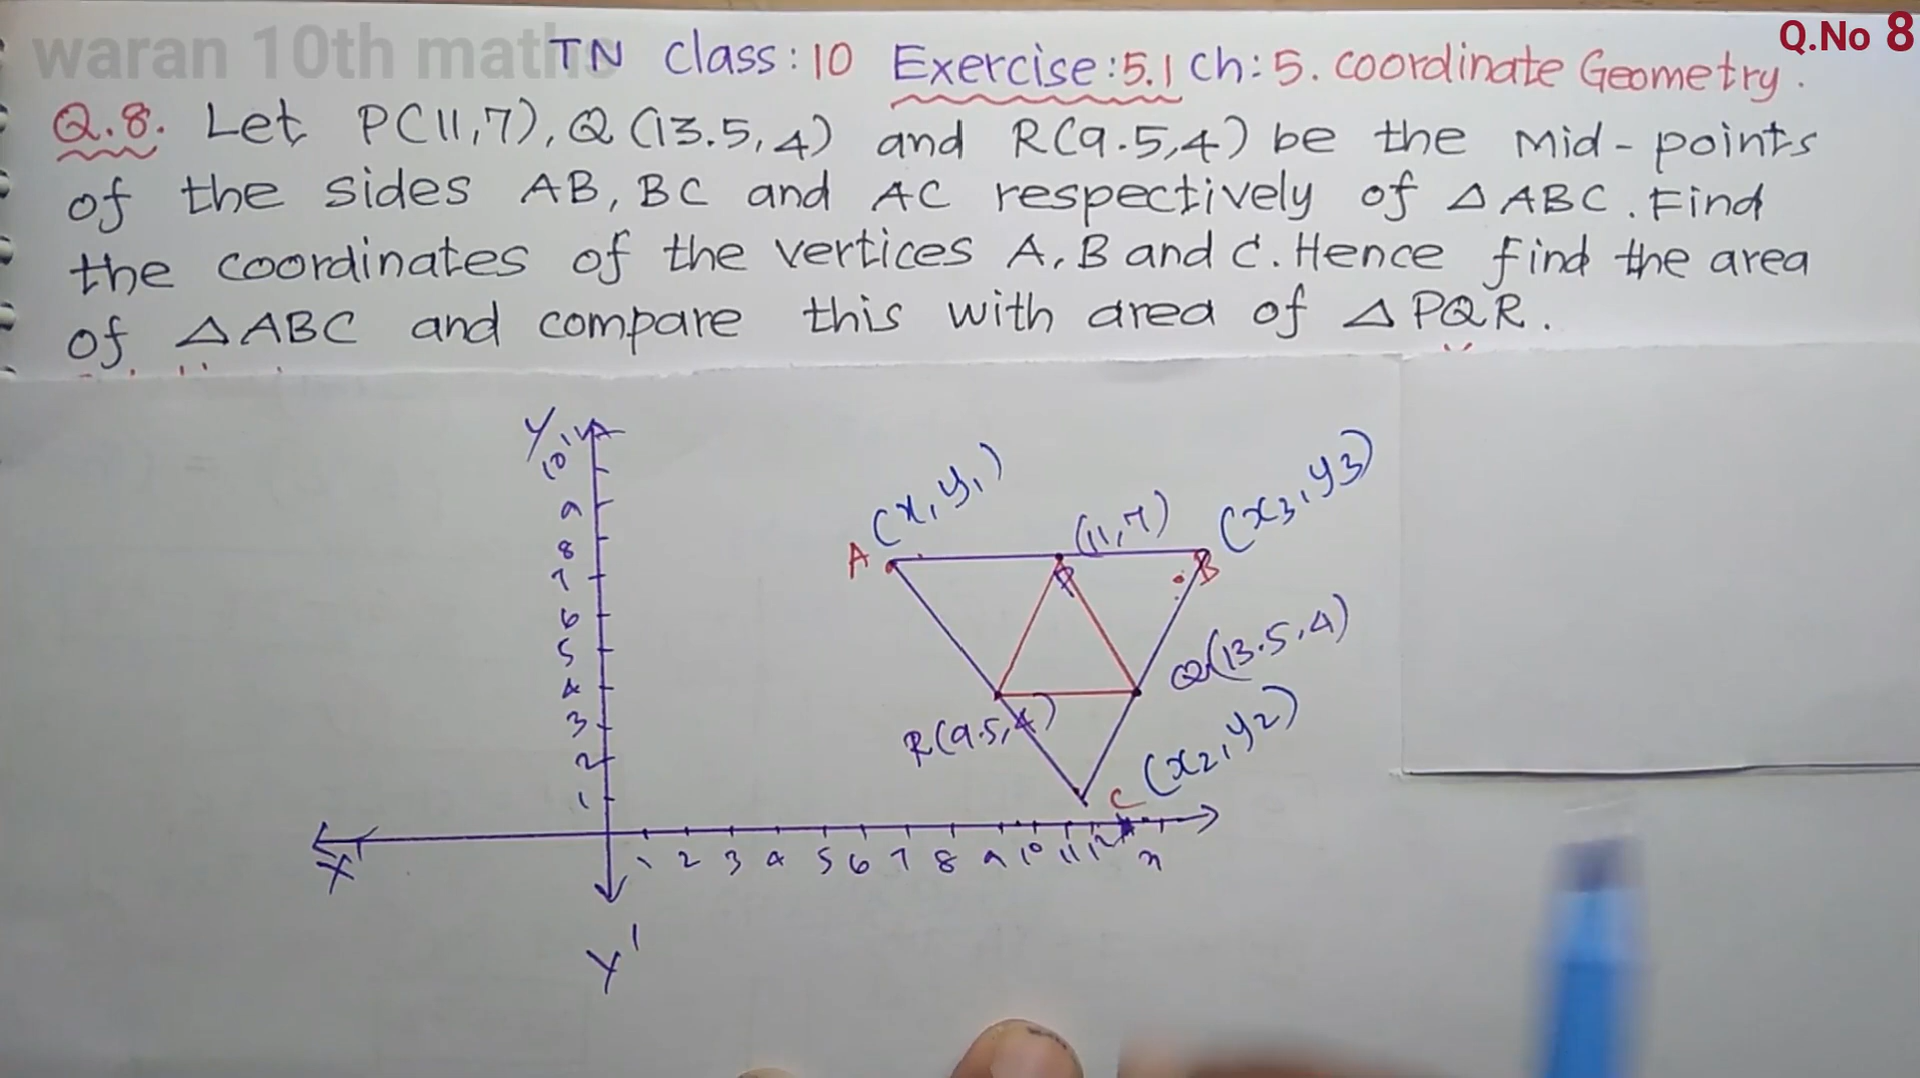 waran 10th maths
Q.No 8
TN Class: 10 Exercise: 5.1 ch: 5. coordinate Geometry.
Q.8. Let P(11,7), Q(13.5,4) and R(9.5,4) be the Mid-points
of the sides AB, BC and AC respectively of △ABC. Find
the coordinates of the vertices A, B and C. Hence find the area
of △ABC and compare this with area of △PQR.
Y
10
9
8
7
6
5
4
3
2
1
A (x1, y1)
(11,7)
P
(x3, y3)
B
Q(13.5,4)
R(9.5,4)
C (x2, y2)
X'
1 2 3 4 5 6 7 8 9 10 11 12
x
Y'